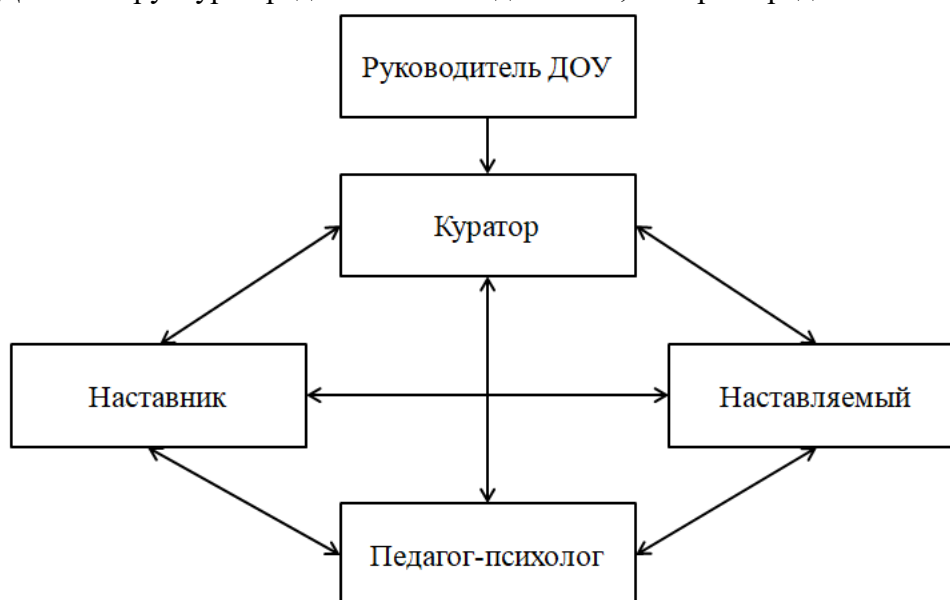 Руководитель ДОУ
Куратор
Наставник
Наставляемый
Педагог-психолог